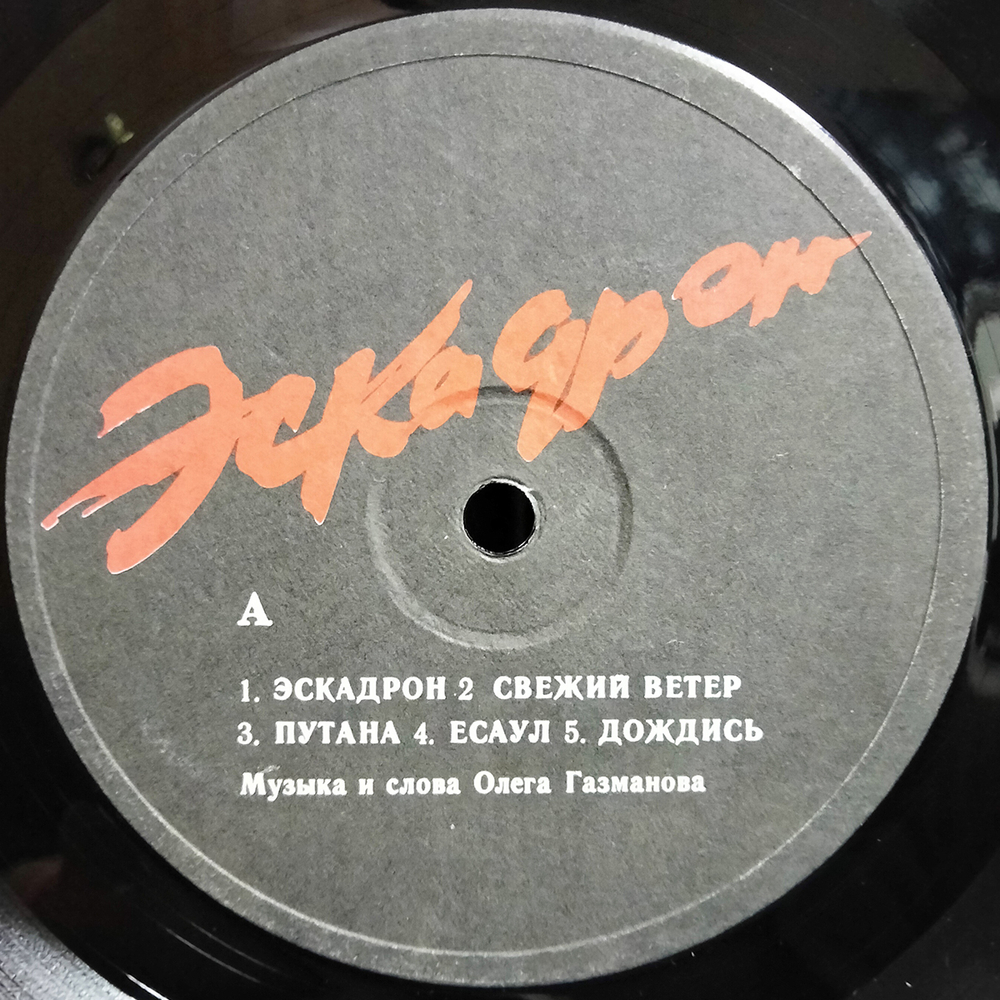 Эскадрон
А
1. ЭСКАДРОН 2 СВЕЖИЙ ВЕТЕР
3. ПУТАНА 4. ЕСАУЛ 5. ДОЖДИСЬ
Музыка и слова Олега Газманова